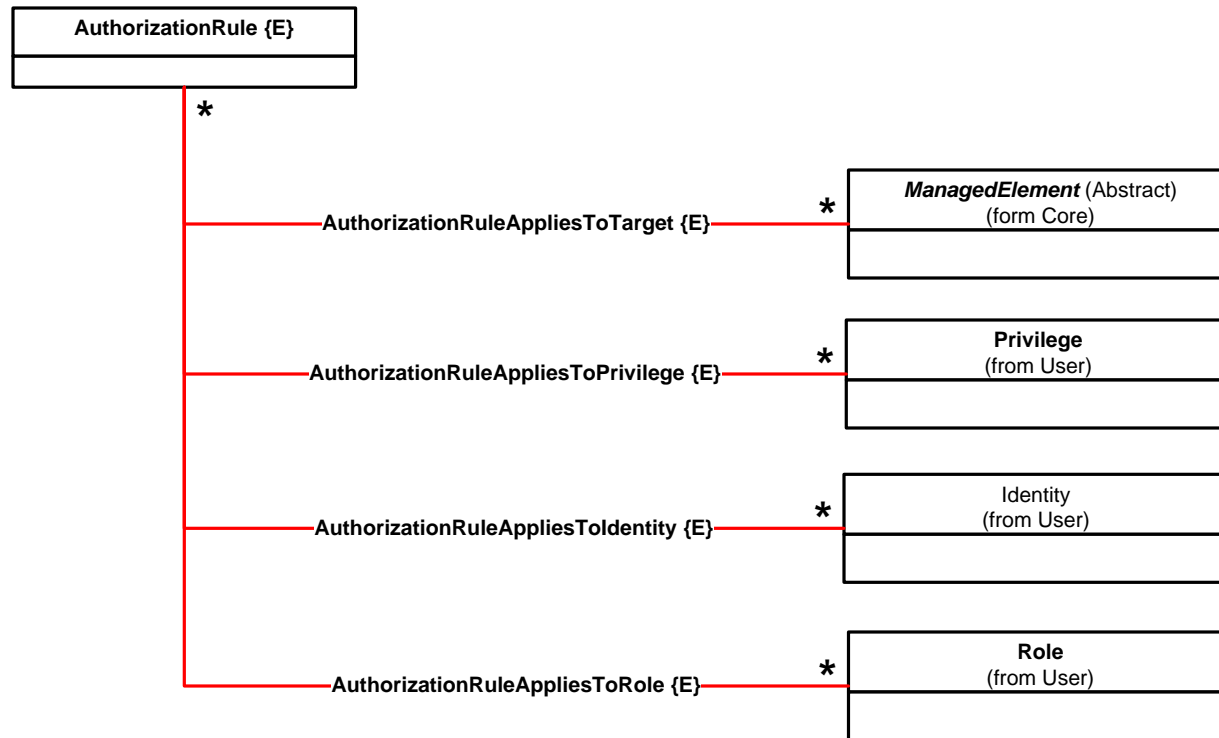 AuthorizationRule {E}
*
ManagedElement (Abstract)
(form Core)
*
AuthorizationRuleAppliesToTarget {E}
Privilege
(from User)
*
AuthorizationRuleAppliesToPrivilege {E}
Identity
(from User)
*
AuthorizationRuleAppliesToIdentity {E}
Role
(from User)
*
AuthorizationRuleAppliesToRole {E}